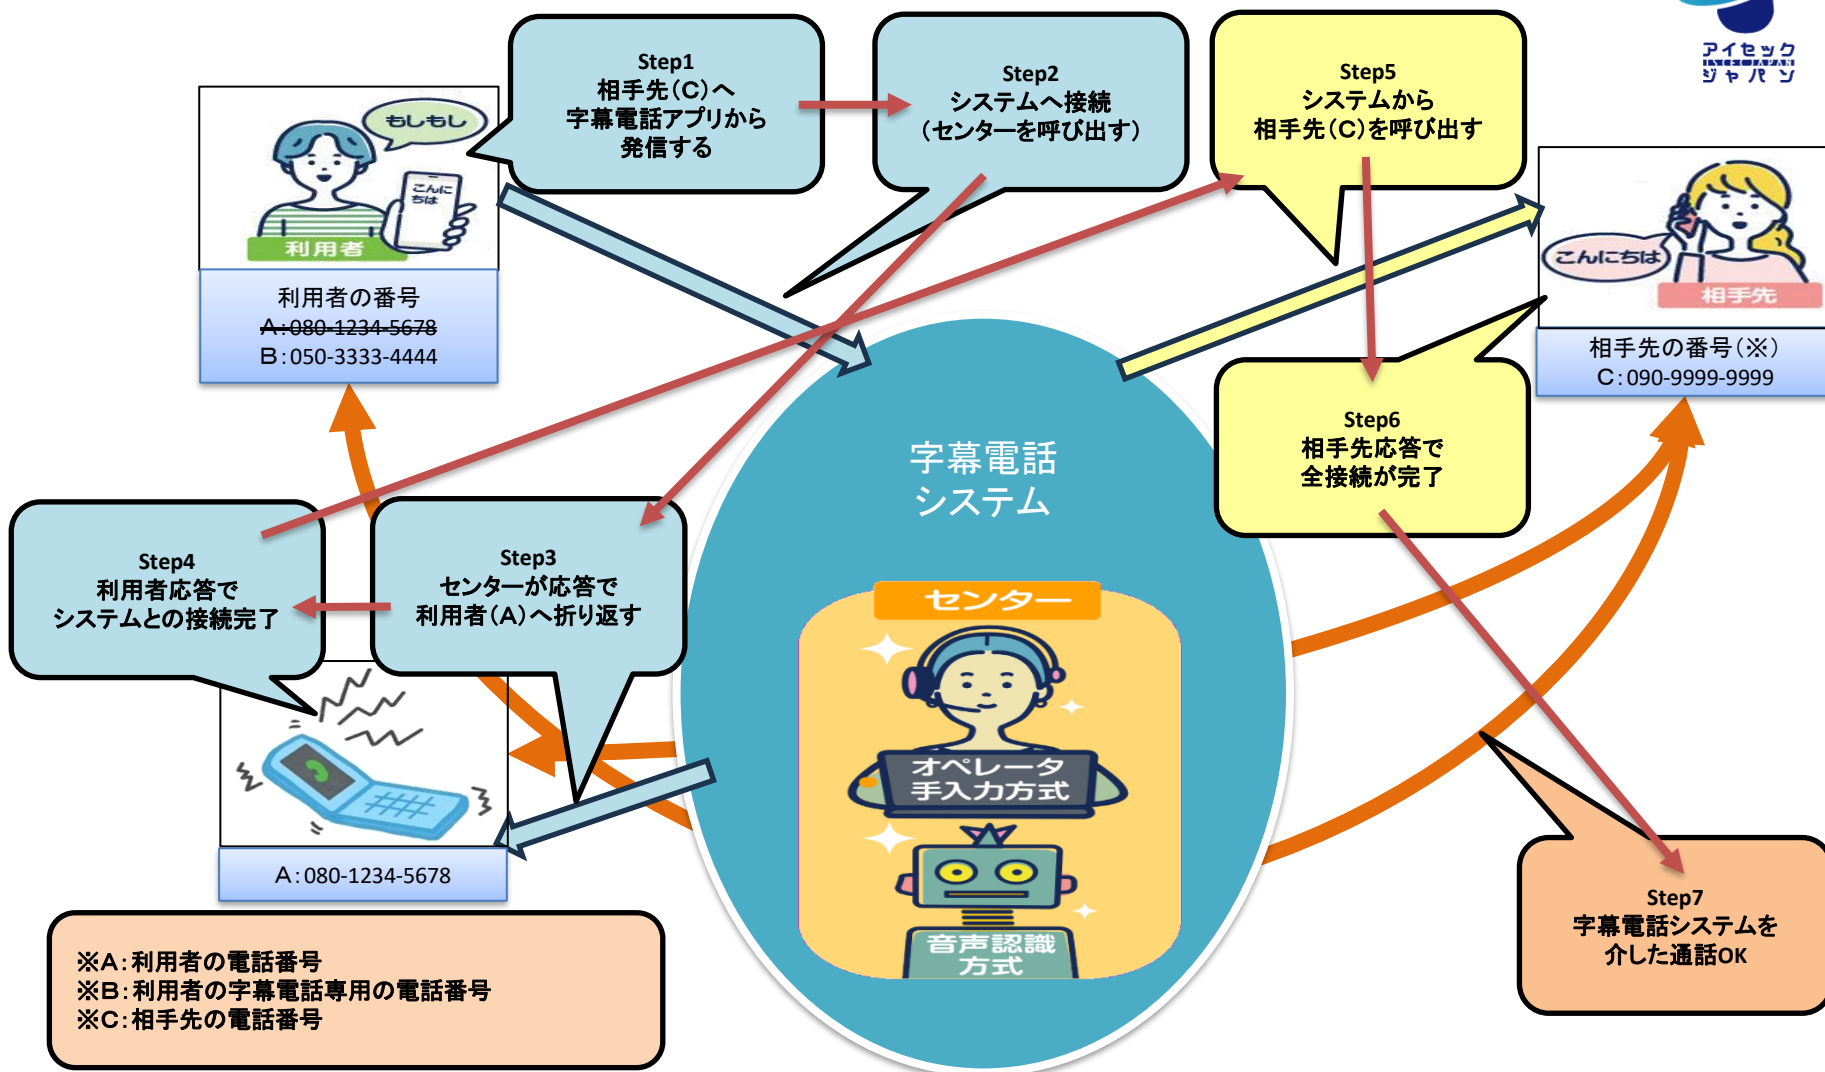 アイセック
ジャパン
Step1
相手先(C)へ
字幕電話アプリから
発信する
Step2
システムへ接続
(センターを呼び出す)
Step5
システムから
相手先(C)を呼び出す
もしもし
こんに
ちは
利用者
利用者の番号
A:080-1234-5678
B:050-3333-4444
こんにちは
相手先
相手先の番号(※)
C:090-9999-9999
Step6
相手先応答で
全接続が完了
字幕電話
システム
Step4
利用者応答で
システムとの接続完了
Step3
センターが応答で
利用者(A)へ折り返す
センター
オペレータ
手入力方式
音声認識
方式
A:080-1234-5678
Step7
字幕電話システムを
介した通話OK
※A:利用者の電話番号
※B:利用者の字幕電話専用の電話番号
※C:相手先の電話番号